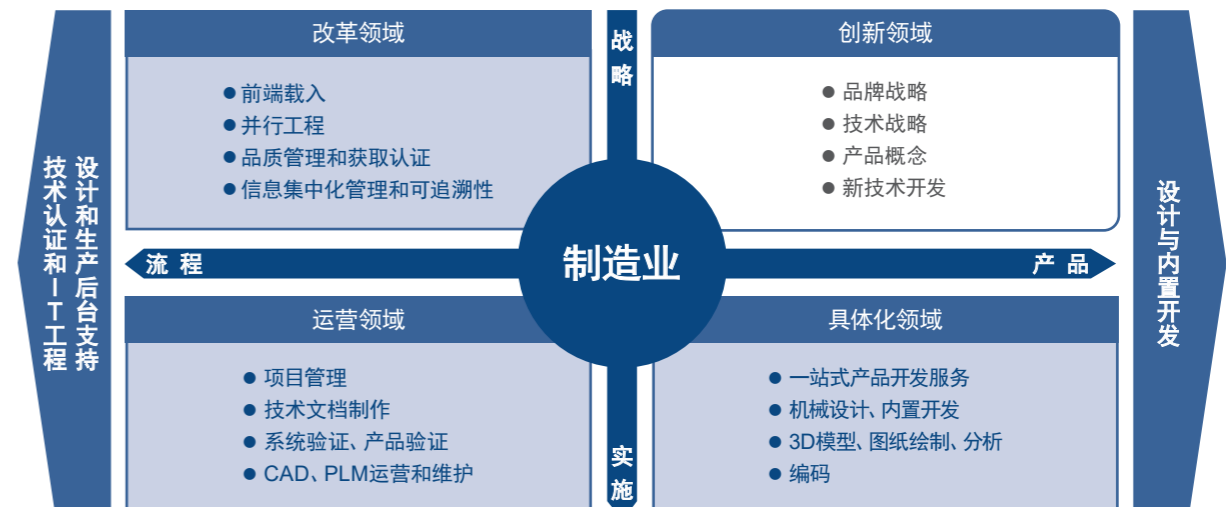 设计和生产后台支持
技术认证和IT工程
改革领域
●前端载入
●并行工程
●品质管理和获取认证
●信息集中化管理和可追溯性
战略
创新领域
●品牌战略
●技术战略
●产品概念
●新技术开发
流程
制造业
产品
运营领域
●项目管理
●技术文档制作
●系统验证、产品验证
●CAD、PLM运营和维护
实施
具体化领域
●一站式产品开发服务
●机械设计、内置开发
●3D模型、图纸绘制、分析
●编码
设计与内置开发